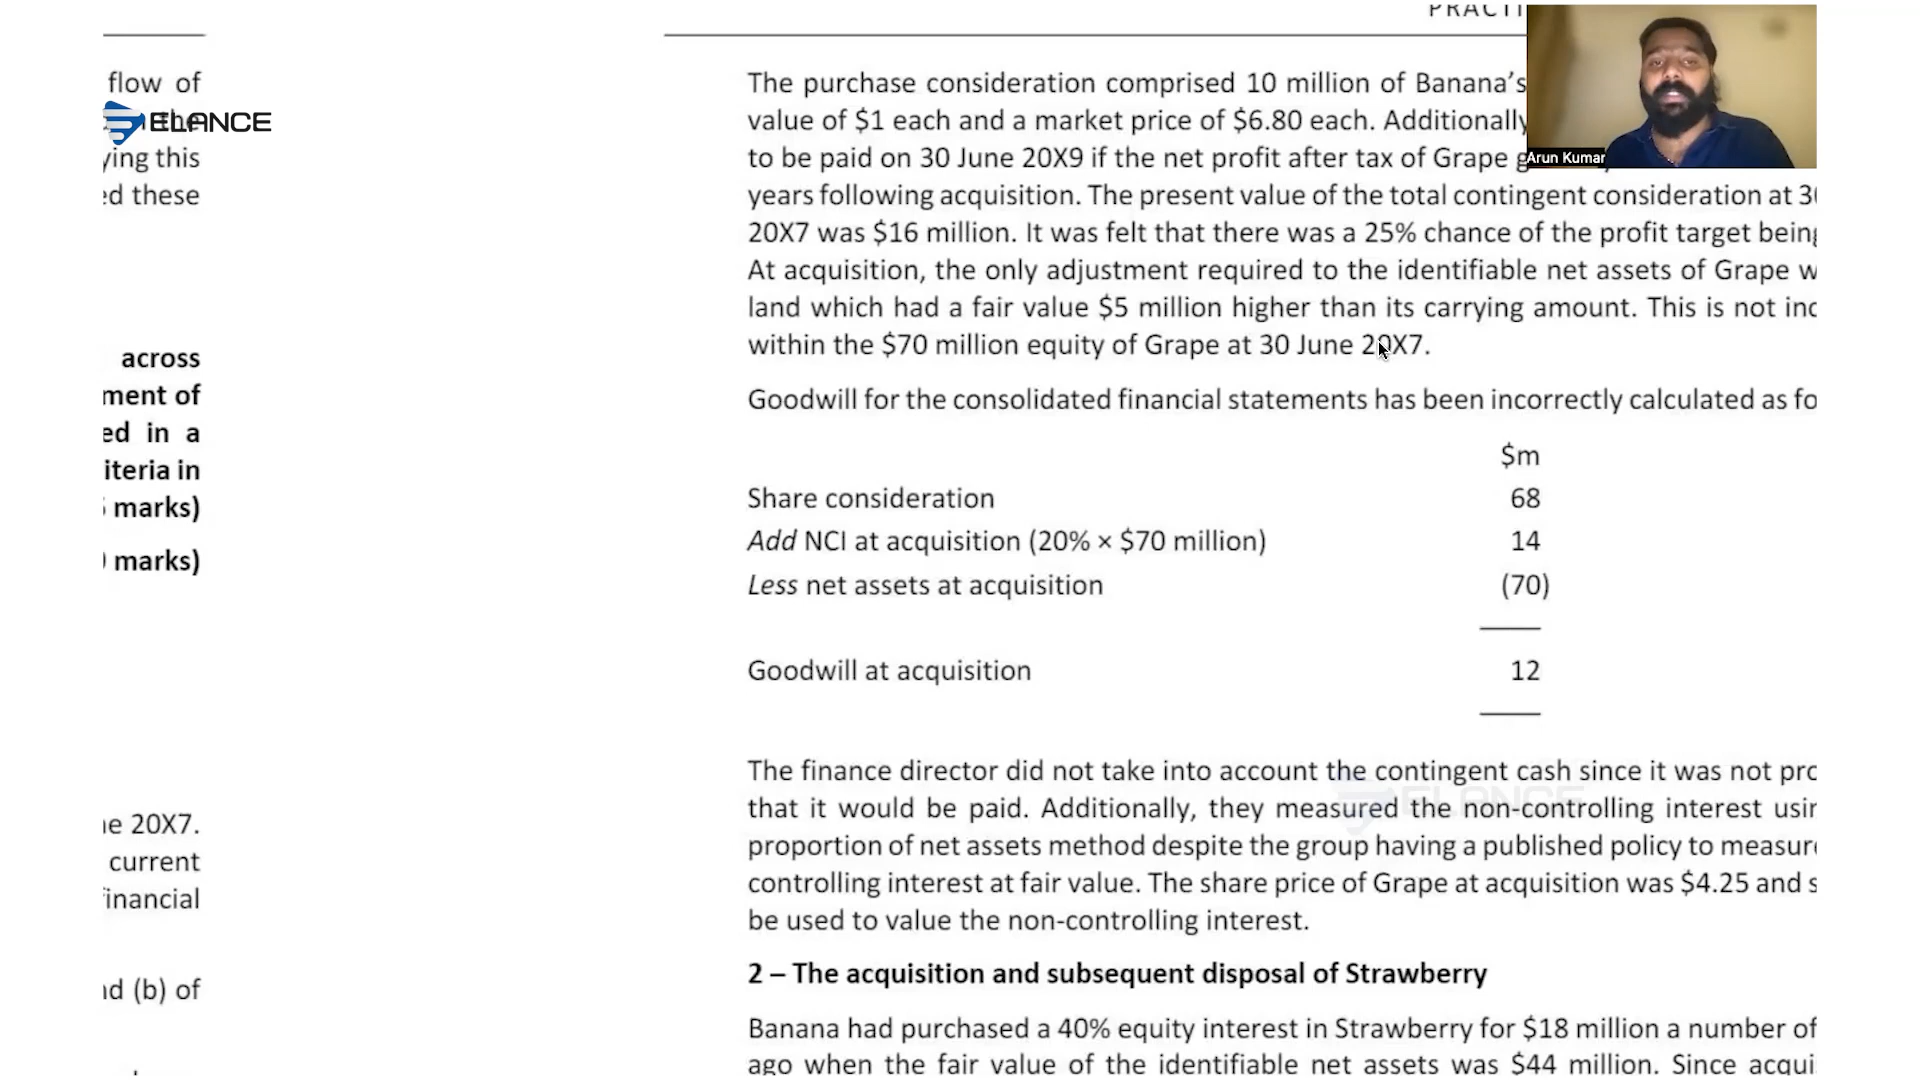 PRACTI
flow of
ELANCE
ying this
ed these
across
ment of
ed in a
iteria in
marks)
marks)
ne 20X7.
current
financial
nd (b) of
The purchase consideration comprised 10 million of Banana's
value of $1 each and a market price of $6.80 each. Additionally
to be paid on 30 June 20X9 if the net profit after tax of Grape g
years following acquisition. The present value of the total contingent consideration at 30
20X7 was $16 million. It was felt that there was a 25% chance of the profit target being
At acquisition, the only adjustment required to the identifiable net assets of Grape w
land which had a fair value $5 million higher than its carrying amount. This is not inc
within the $70 million equity of Grape at 30 June 20X7.
Goodwill for the consolidated financial statements has been incorrectly calculated as fo
$m
Share consideration 68
Add NCI at acquisition (20% × $70 million) 14
Less net assets at acquisition (70)
Goodwill at acquisition 12
The finance director did not take into account the contingent cash since it was not pro
that it would be paid. Additionally, they measured the non-controlling interest usin
proportion of net assets method despite the group having a published policy to measure
controlling interest at fair value. The share price of Grape at acquisition was $4.25 and s
be used to value the non-controlling interest.
2 – The acquisition and subsequent disposal of Strawberry
Banana had purchased a 40% equity interest in Strawberry for $18 million a number of
ago when the fair value of the identifiable net assets was $44 million. Since acqui
Arun Kumar
ELANCE